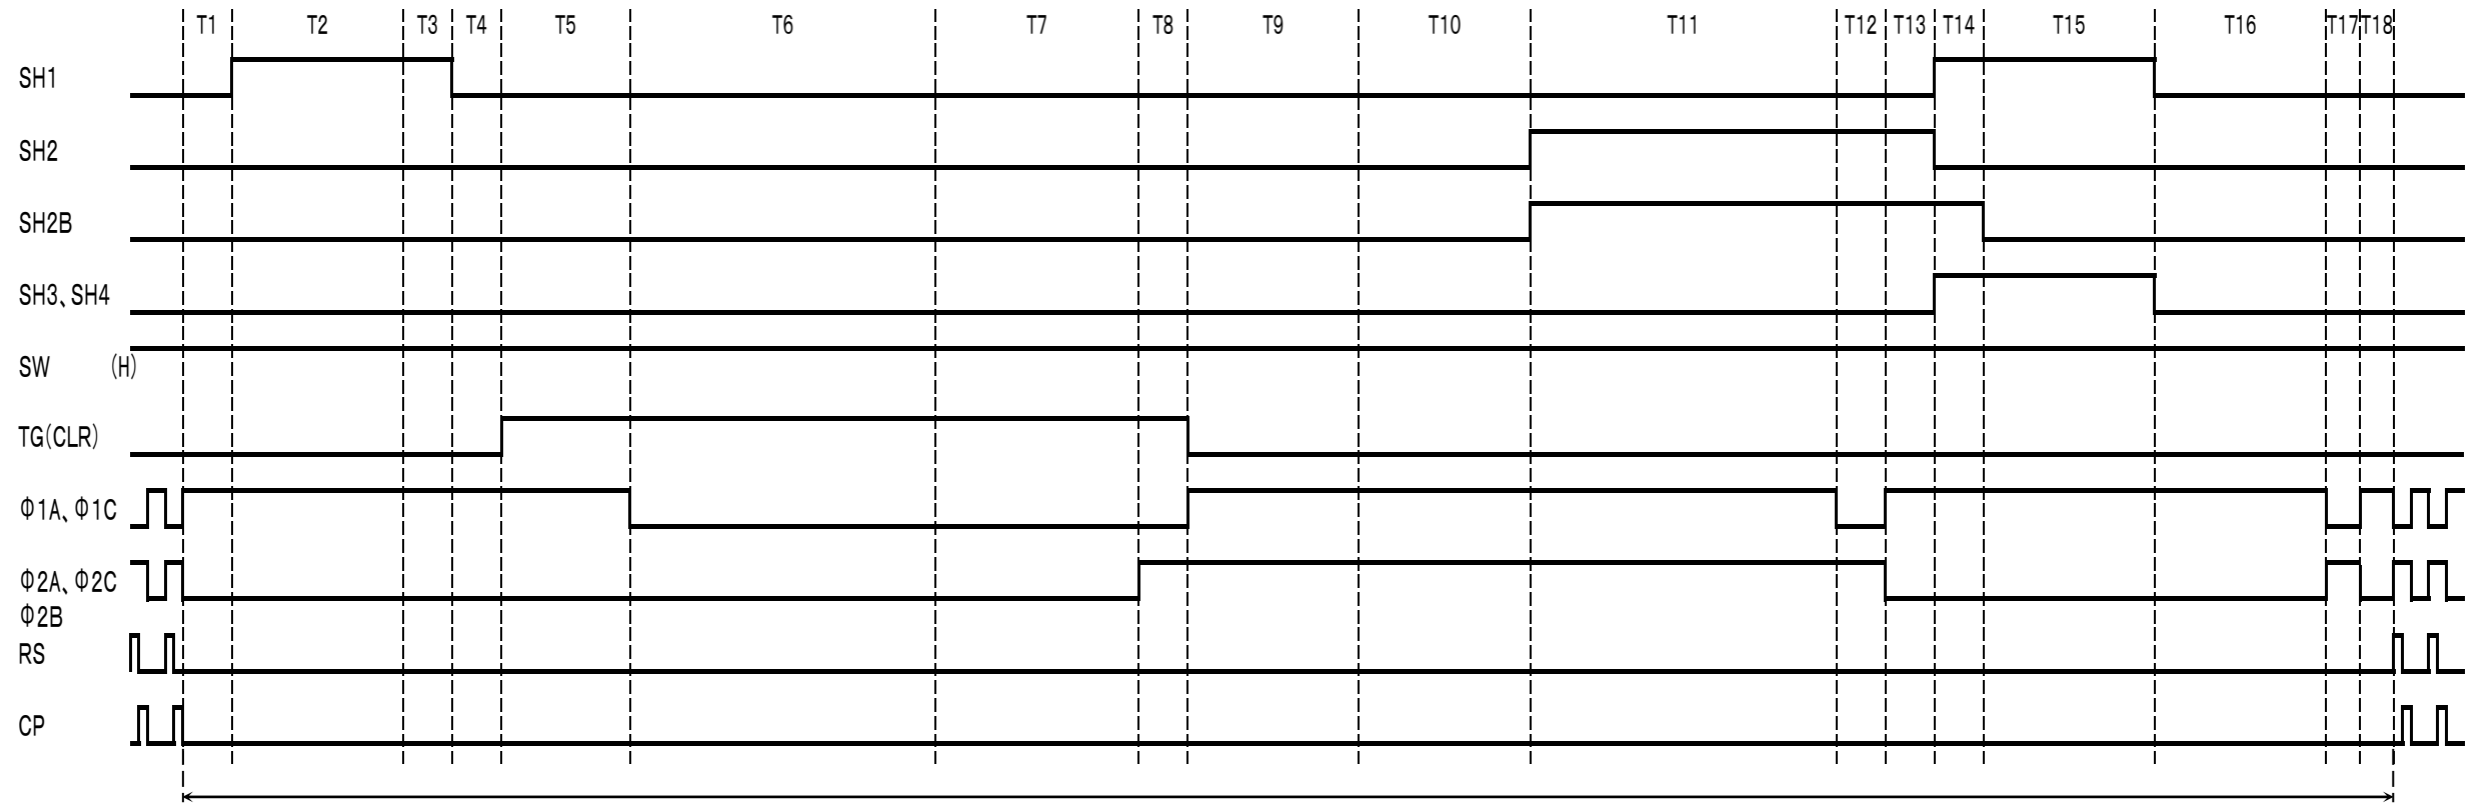 T1 T2 T3 T4 T5 T6 T7 T8 T9 T10 T11 T12 T13 T14 T15 T16 T17 T18
SH1
SH2
SH2B
SH3、SH4
SW (H)
TG(CLR)
Φ1A、Φ1C
Φ2A、Φ2C
Φ2B
RS
CP